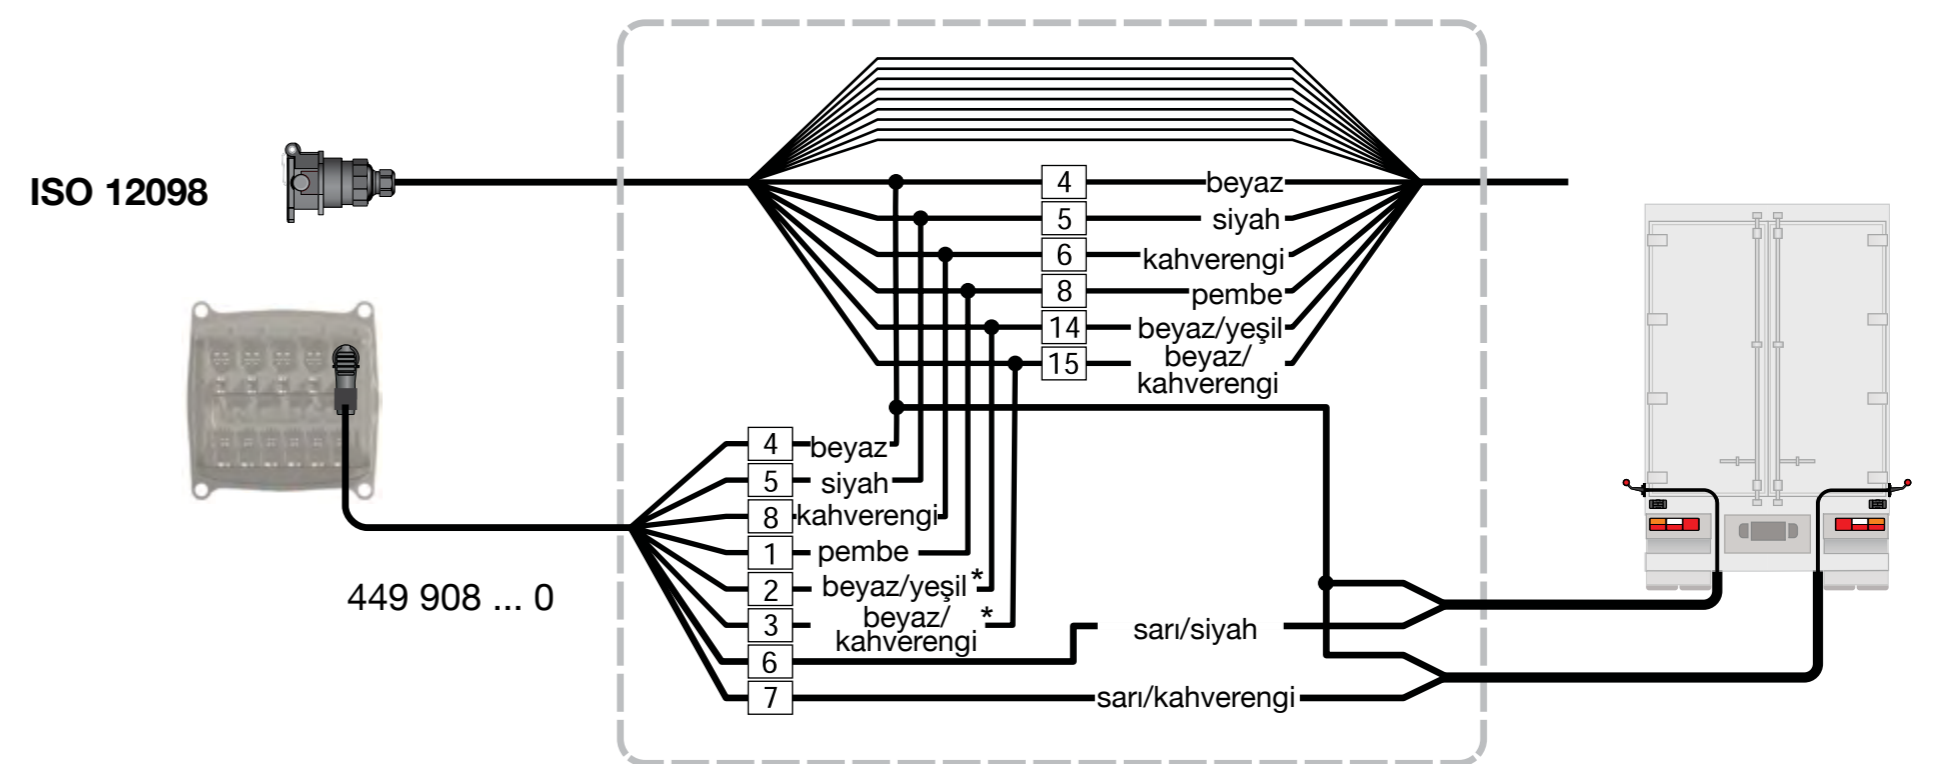 ISO 12098
4 beyaz
5 siyah
6 kahverengi
8 pembe
14 beyaz/yeşil
15 beyaz/
kahverengi
4 beyaz
5 siyah
8 kahverengi
1 pembe
2 beyaz/yeşil*
3 beyaz/ *
kahverengi
6 sarı/siyah
7 sarı/kahverengi
449 908 ... 0